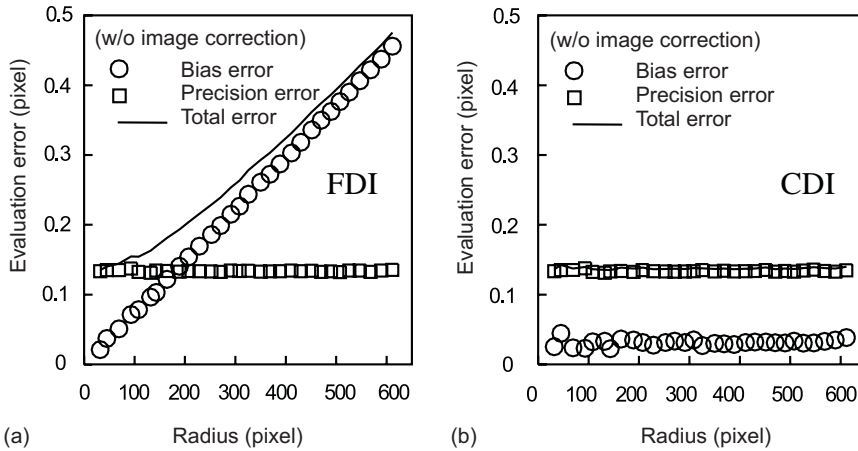 0.5
0.4
0.3
0.2
0.1
0
Evaluation error (pixel)
(w/o image correction)
Bias error
Precision error
Total error
FDI
0 100 200 300 400 500 600
(a)
Radius (pixel)
0.5
0.4
0.3
0.2
0.1
0
Evaluation error (pixel)
(w/o image correction)
Bias error
Precision error
Total error
CDI
0 100 200 300 400 500 600
(b)
Radius (pixel)